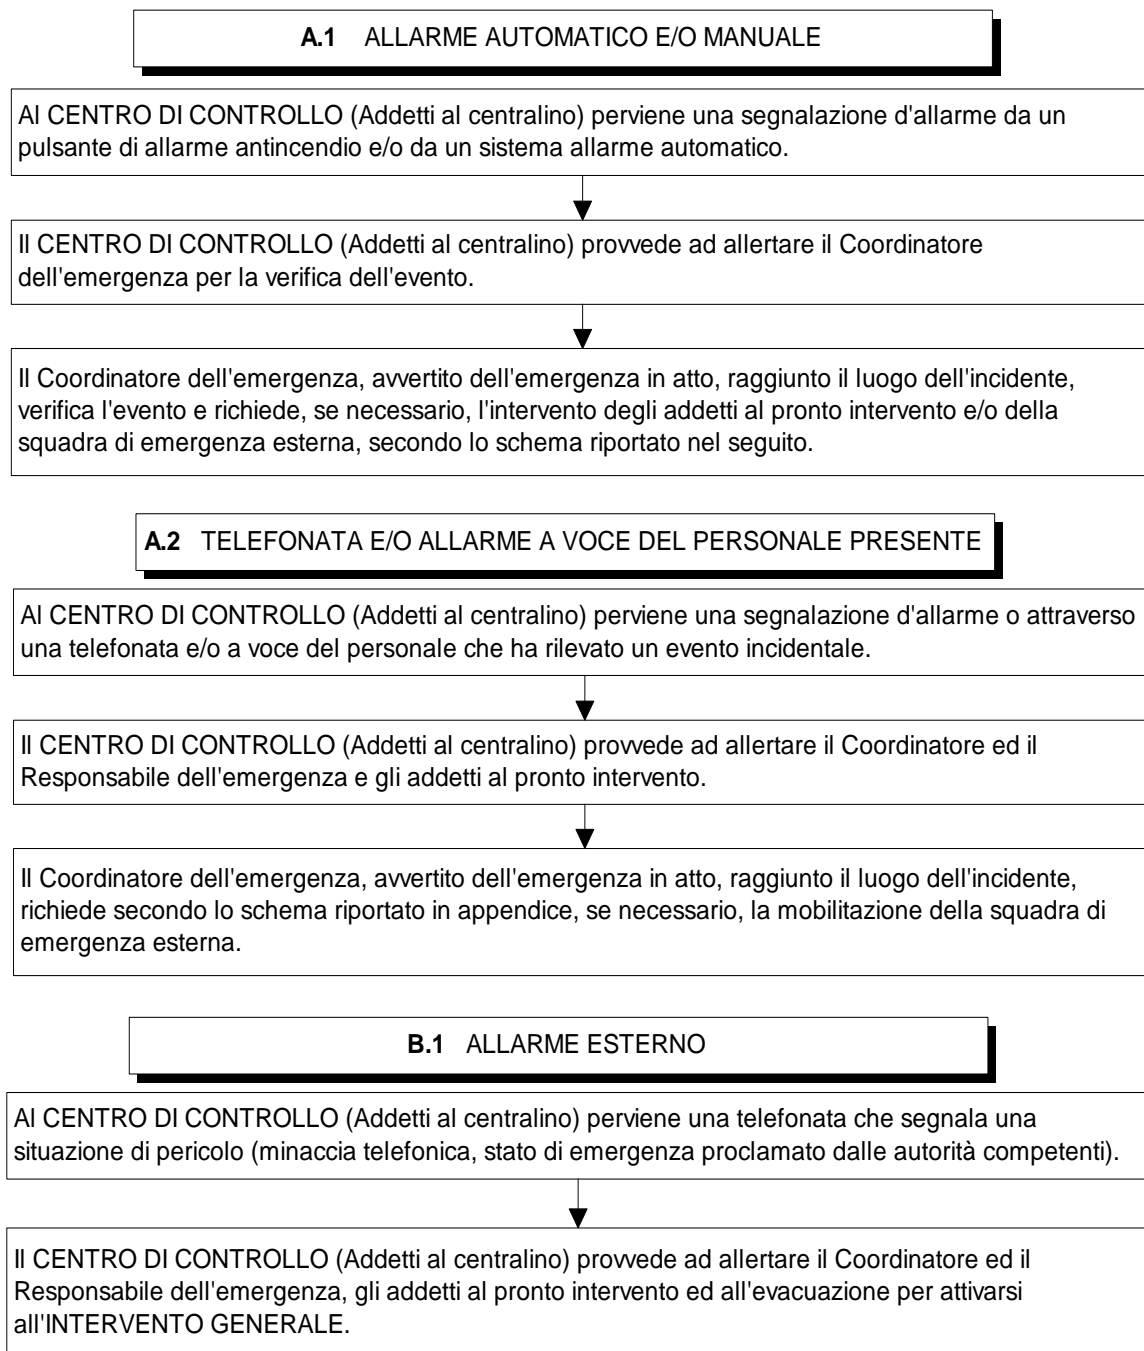 A.1 ALLARME AUTOMATICO E/O MANUALE
Al CENTRO DI CONTROLLO (Addetti al centralino) perviene una segnalazione d'allarme da un
pulsante di allarme antincendio e/o da un sistema allarme automatico.
Il CENTRO DI CONTROLLO (Addetti al centralino) provvede ad allertare il Coordinatore
dell'emergenza per la verifica dell'evento.
Il Coordinatore dell'emergenza, avvertito dell'emergenza in atto, raggiunto il luogo dell'incidente,
verifica l'evento e richiede, se necessario, l'intervento degli addetti al pronto intervento e/o della
squadra di emergenza esterna, secondo lo schema riportato nel seguito.
A.2 TELEFONATA E/O ALLARME A VOCE DEL PERSONALE PRESENTE
Al CENTRO DI CONTROLLO (Addetti al centralino) perviene una segnalazione d'allarme o attraverso
una telefonata e/o a voce del personale che ha rilevato un evento incidentale.
Il CENTRO DI CONTROLLO (Addetti al centralino) provvede ad allertare il Coordinatore ed il
Responsabile dell'emergenza e gli addetti al pronto intervento.
Il Coordinatore dell'emergenza, avvertito dell'emergenza in atto, raggiunto il luogo dell'incidente,
richiede secondo lo schema riportato in appendice, se necessario, la mobilitazione della squadra di
emergenza esterna.
B.1 ALLARME ESTERNO
Al CENTRO DI CONTROLLO (Addetti al centralino) perviene una telefonata che segnala una
situazione di pericolo (minaccia telefonica, stato di emergenza proclamato dalle autorità competenti).
Il CENTRO DI CONTROLLO (Addetti al centralino) provvede ad allertare il Coordinatore ed il
Responsabile dell'emergenza, gli addetti al pronto intervento ed all'evacuazione per attivarsi
all'INTERVENTO GENERALE.